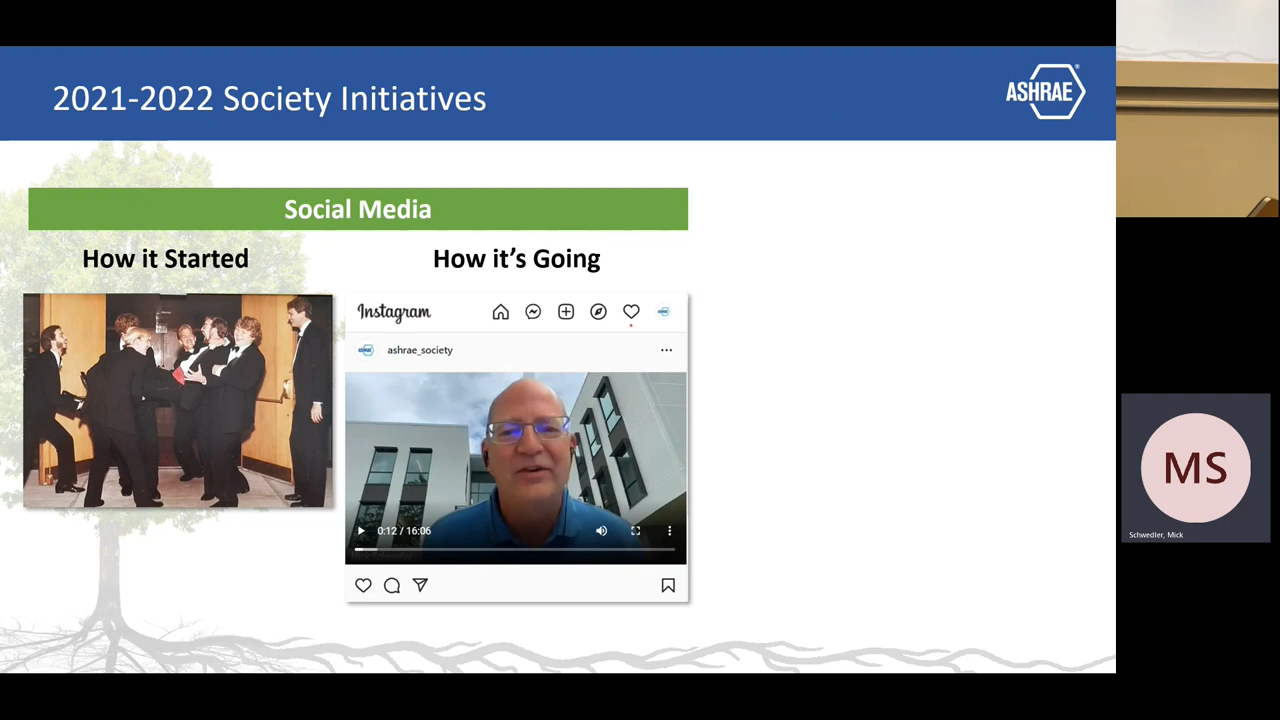 2021-2022 Society Initiatives
ASHRAE
Social Media
How it Started
How it's Going
Instagram
ashrae_society
0:12 / 16:06
MS
Schwedler, Mick